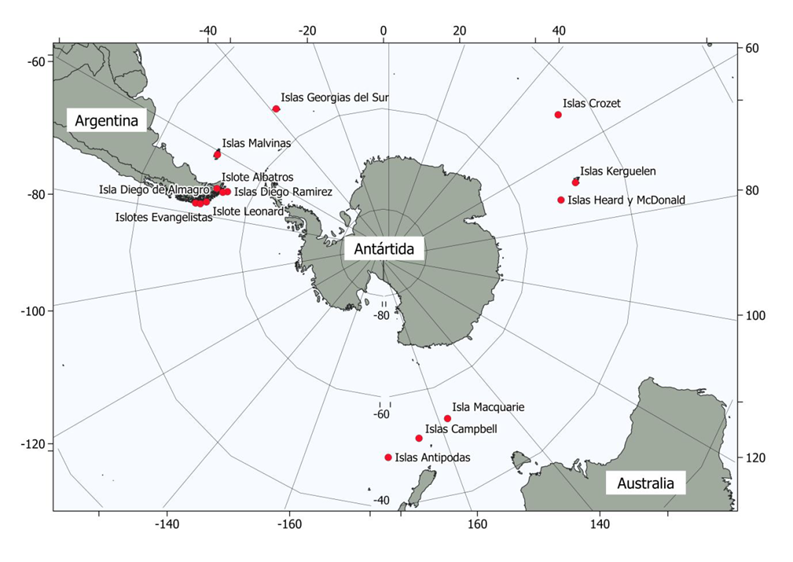 -40 -20 0 20 40
-60 60
Islas Georgias del Sur
Islas Crozet
Argentina
Islas Malvinas
Islas Kerguelen
Islote Albatros
Isla Diego de Almagro Islas Diego Ramirez
-80 80
Islas Heard y McDonald
Islotes Evangelistas Islote Leonard
Antártida
-100 -80 100
Isla Macquarie
-60
Islas Campbell
-120 Islas Antipodas 120
Australia
-40
-140 -160 160 140